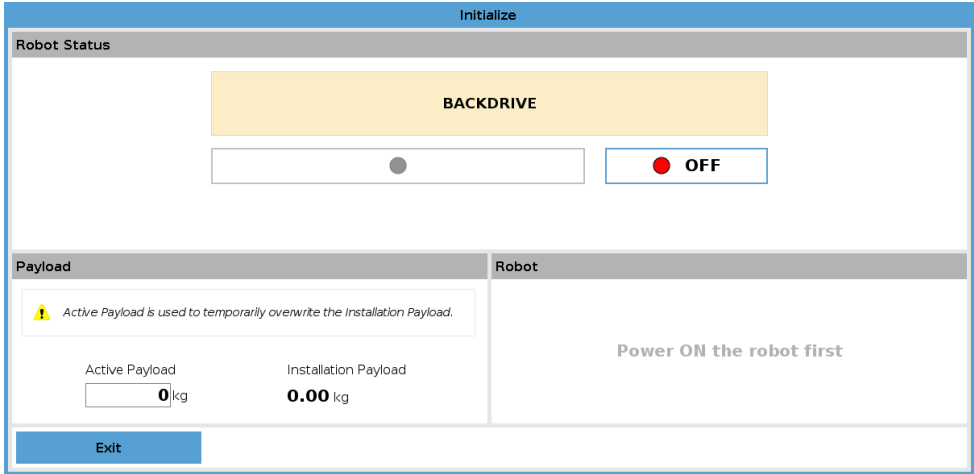 Initialize
Robot Status
BACKDRIVE
OFF
Payload
Active Payload is used to temporarily overwrite the Installation Payload.
Active Payload
0 kg
Installation Payload
0.00 kg
Robot
Power ON the robot first
Exit